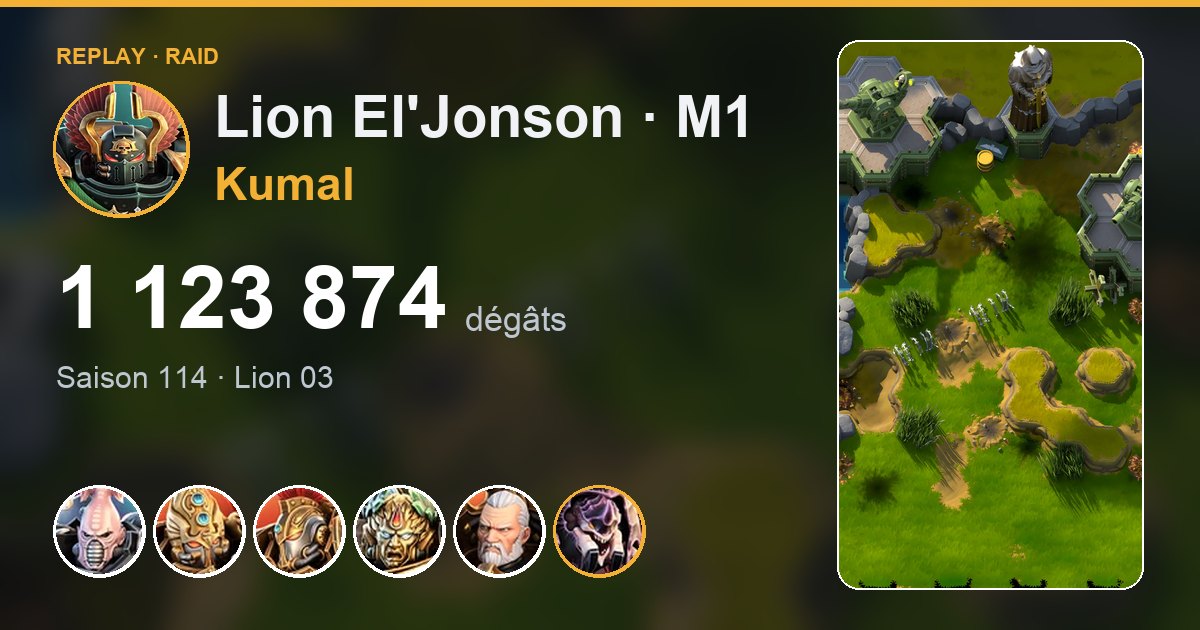 REPLAY · RAID
Lion El'Jonson · M1
Kumal
1 123 874 dégâts
Saison 114 · Lion 03